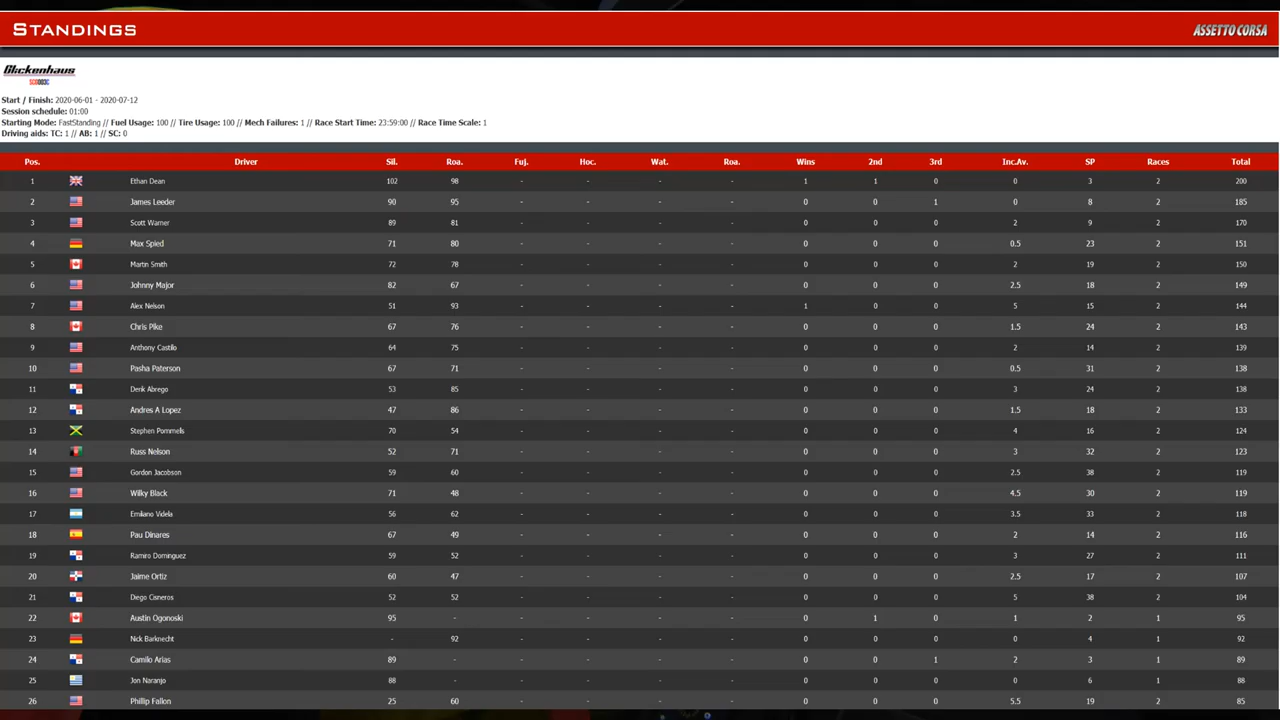 STANDINGS
ASSETTO CORSA
Glickenhaus
SCG003C
Start / Finish: 2020-06-01 - 2020-07-12
Session schedule: 01:00
Starting Mode: FastStanding // Fuel Usage: 100 // Tire Usage: 100 // Mech Failures: 1 // Race Start Time: 23:59:00 // Race Time Scale: 1
Driving aids: TC: 1 // AB: 1 // SC: 0
Pos. Driver Sil. Roa. Fuj. Hoc. Wat. Roa. Wins 2nd 3rd Inc.Av. SP Races Total
1 Ethan Dean 102 98 - - - - 1 1 0 0 3 2 200
2 James Leeder 90 95 - - - - 0 0 1 0 8 2 185
3 Scott Warner 89 81 - - - - 0 0 0 2 9 2 170
4 Max Spied 71 80 - - - - 0 0 0 0.5 23 2 151
5 Martin Smith 72 78 - - - - 0 0 0 2 19 2 150
6 Johnny Major 82 67 - - - - 0 0 0 2.5 18 2 149
7 Alex Nelson 51 93 - - - - 1 0 0 5 15 2 144
8 Chris Pike 67 76 - - - - 0 0 0 1.5 24 2 143
9 Anthony Castilo 64 75 - - - - 0 0 0 2 14 2 139
10 Pasha Paterson 67 71 - - - - 0 0 0 0.5 31 2 138
11 Derik Abrego 53 85 - - - - 0 0 0 3 24 2 138
12 Andres A Lopez 47 86 - - - - 0 0 0 1.5 18 2 133
13 Stephen Pommells 70 54 - - - - 0 0 0 4 16 2 124
14 Russ Nelson 52 71 - - - - 0 0 0 3 32 2 123
15 Gordon Jacobson 59 60 - - - - 0 0 0 2.5 38 2 119
16 Wilky Black 71 48 - - - - 0 0 0 4.5 30 2 119
17 Emiliano Videla 56 62 - - - - 0 0 0 3.5 33 2 118
18 Pau Dinares 67 49 - - - - 0 0 0 2 14 2 116
19 Ramiro Dominguez 59 52 - - - - 0 0 0 3 27 2 111
20 Jaime Ortiz 60 47 - - - - 0 0 0 2.5 17 2 107
21 Diego Cisneros 52 52 - - - - 0 0 0 5 38 2 104
22 Austin Ogonoski 95 - - - - - 0 1 0 1 2 1 95
23 Nick Barknecht - 92 - - - - 0 0 0 0 4 1 92
24 Camilo Arias 89 - - - - - 0 0 1 2 3 1 89
25 Jon Naranjo 88 - - - - - 0 0 0 0 6 1 88
26 Phillip Fallon 25 60 - - - - 0 0 0 5.5 19 2 85